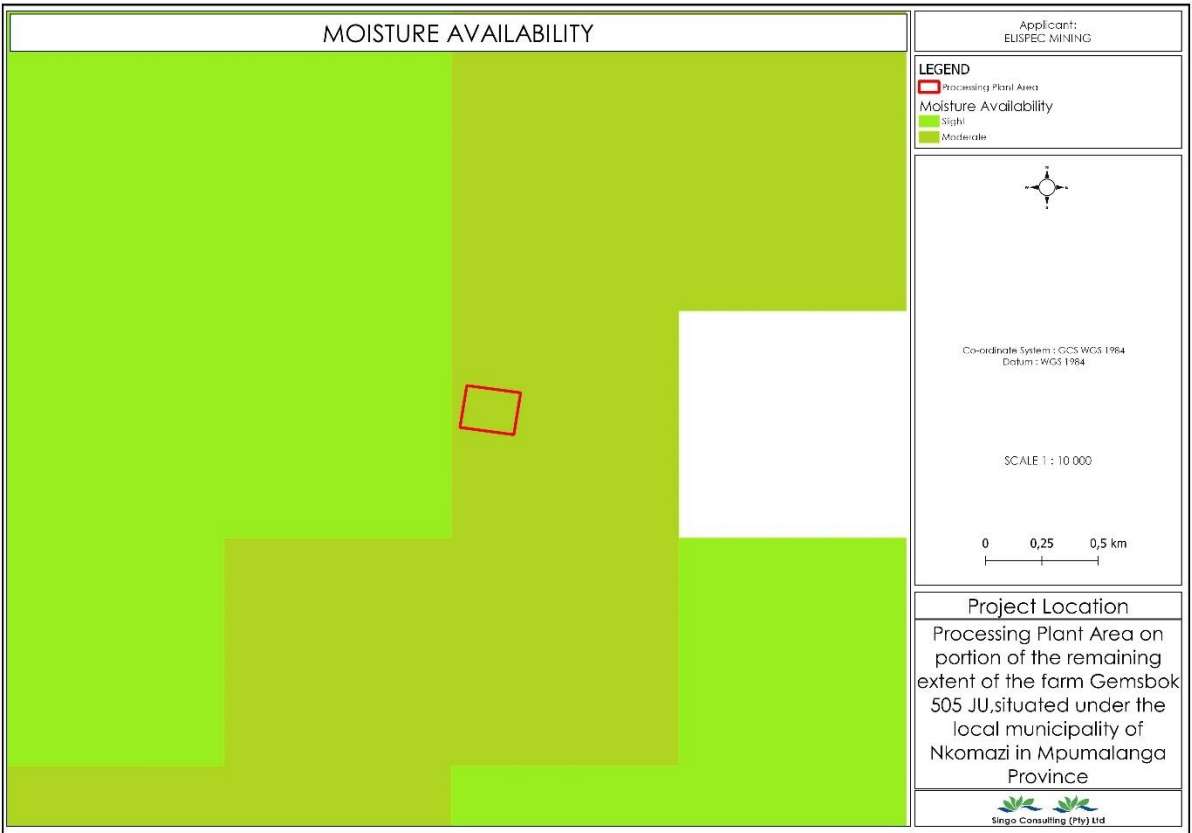 MOISTURE AVAILABILITY
Applicant:
ELISPEC MINING
LEGEND
Processing Plant Area
Moisture Availability
Slight
Moderate
N
W
E
S
Co-ordinate System : GCS WGS 1984
Datum : WGS 1984
SCALE 1 : 10 000
0 0,25 0,5 km
Project Location
Processing Plant Area on
portion of the remaining
extent of the farm Gemsbok
505 JU,situated under the
local municipality of
Nkomazi in Mpumalanga
Province
Singo Consulting (Pty) Ltd